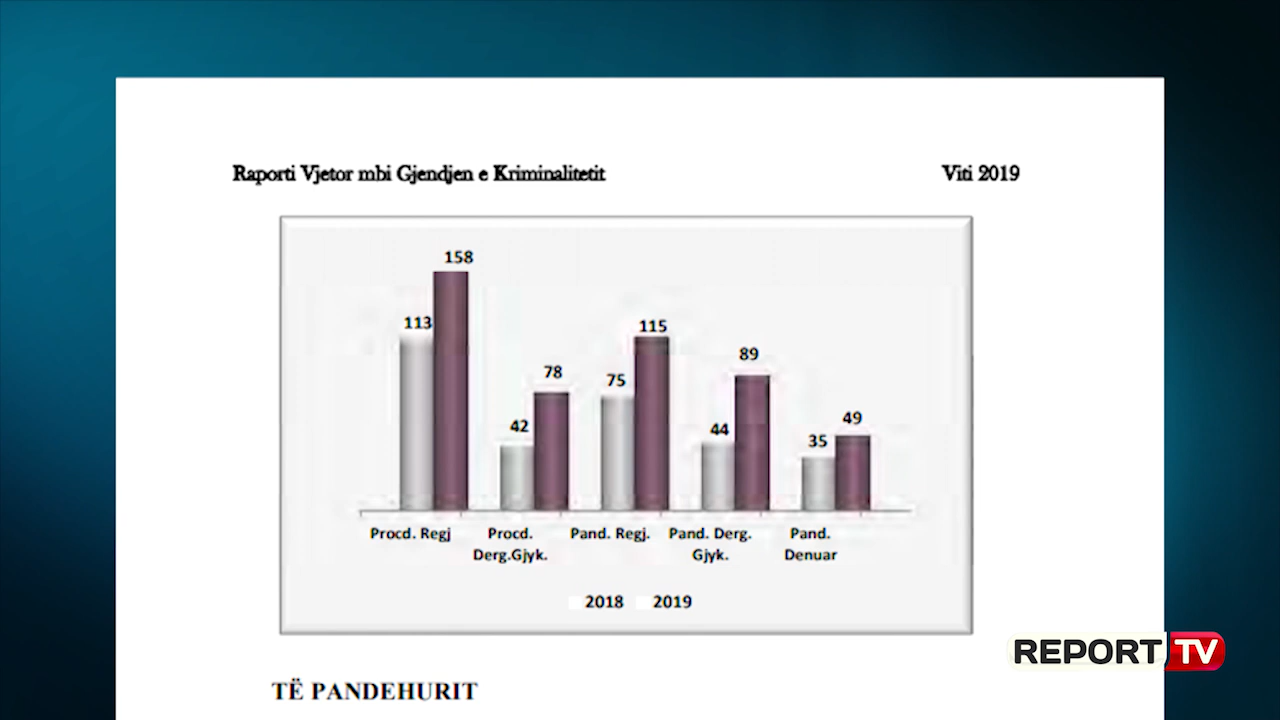 Raporti Vjetor mbi Gjendjen e Kriminalitetit Viti 2019
158
113
115
89
78
75
49
44
42
35
Procd. Regj Procd. Pand. Regj. Pand. Derg. Pand.
Derg.Gjyk. Gjyk. Denuar
2018 2019
REPORT TV
TË PANDEHURIT